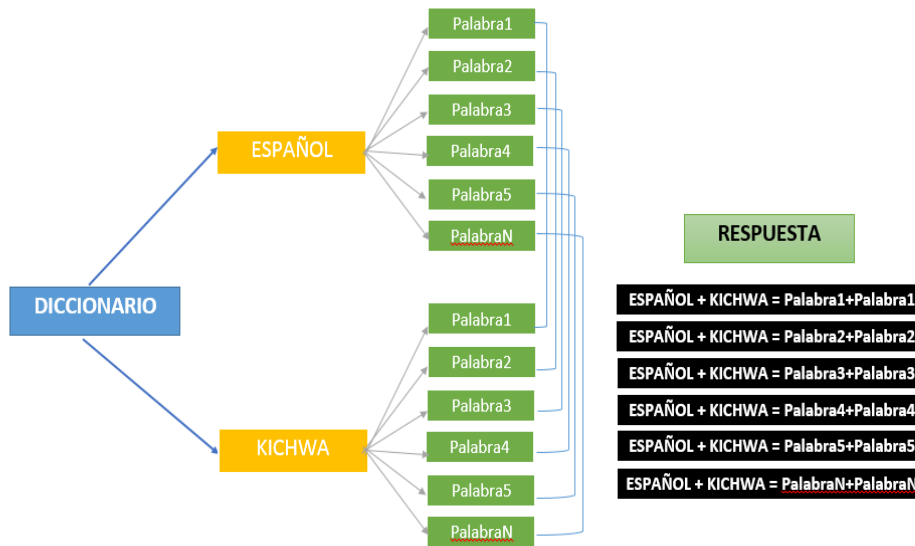 Palabra1
Palabra2
Palabra3
Palabra4
Palabra5
PalabraN
ESPAÑOL
DICCIONARIO
KICHWA
Palabra1
Palabra2
Palabra3
Palabra4
Palabra5
PalabraN
RESPUESTA
ESPAÑOL + KICHWA = Palabra1+Palabra1
ESPAÑOL + KICHWA = Palabra2+Palabra2
ESPAÑOL + KICHWA = Palabra3+Palabra3
ESPAÑOL + KICHWA = Palabra4+Palabra4
ESPAÑOL + KICHWA = Palabra5+Palabra5
ESPAÑOL + KICHWA = PalabraN+PalabraN